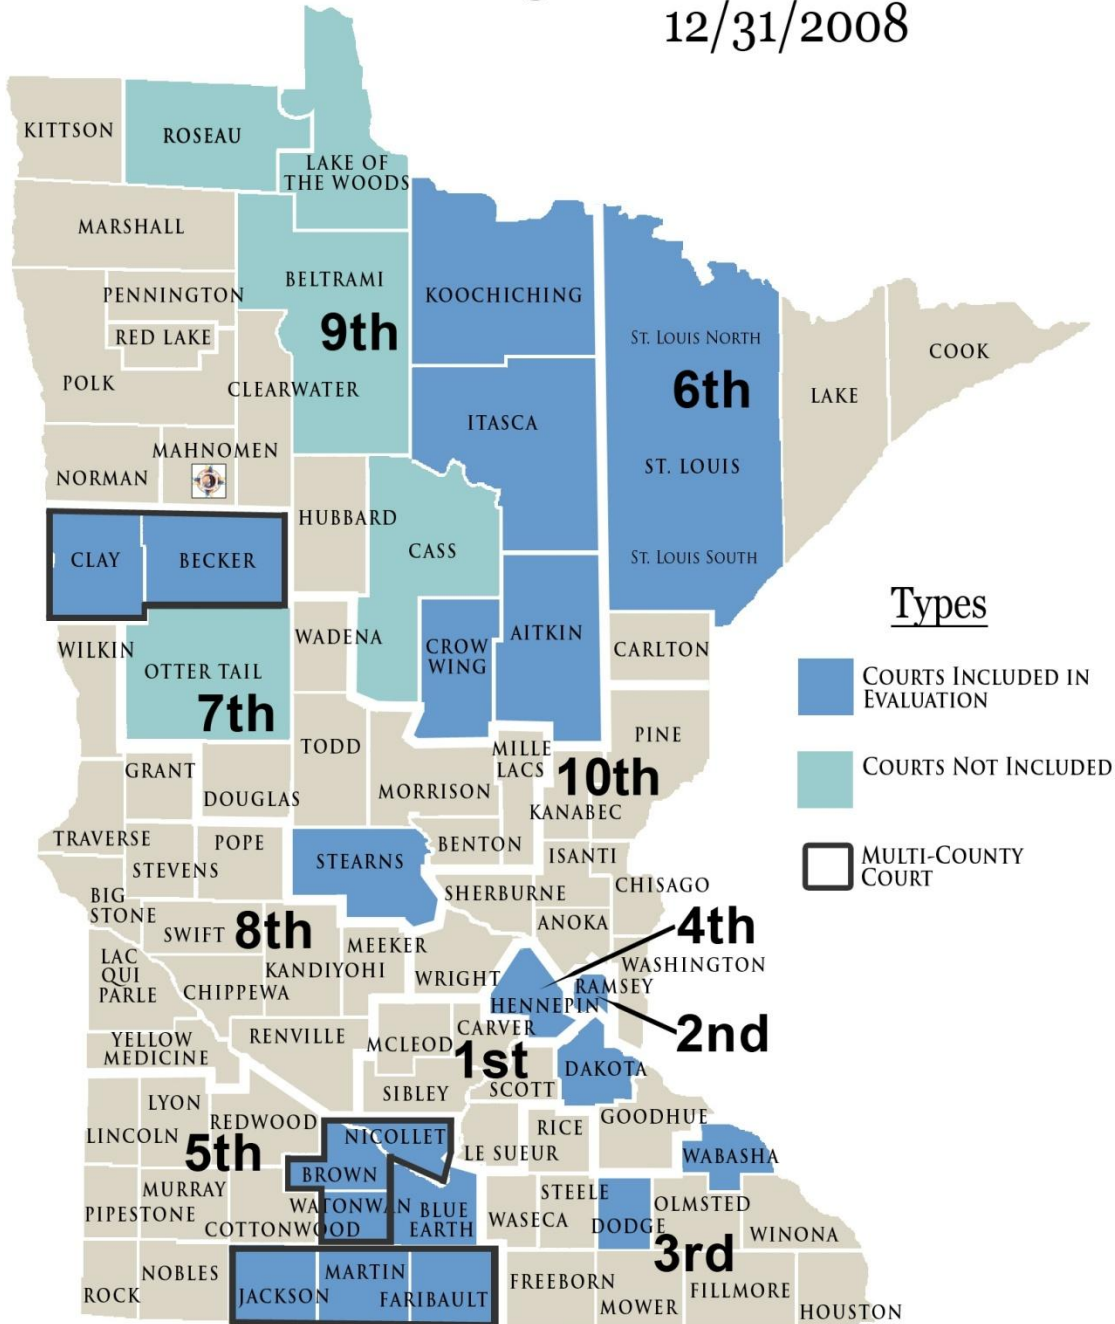 12/31/2008
KITTSON
ROSEAU
LAKE OF
THE WOODS
MARSHALL
BELTRAMI
KOOCHICHING
PENNINGTON
RED LAKE
9th
ST. LOUIS NORTH
COOK
POLK
CLEARWATER
6th
LAKE
ITASCA
MAHNOMEN
NORMAN
ST. LOUIS
HUBBARD
CASS
CLAY
BECKER
ST. LOUIS SOUTH
Types
WADENA
CROW
WING
AITKIN
CARLTON
WILKIN
OTTER TAIL
COURTS INCLUDED IN
EVALUATION
7th
TODD
MILLE
LACS
PINE
GRANT
10th
COURTS NOT INCLUDED
DOUGLAS
MORRISON
KANABEC
TRAVERSE
POPE
BENTON
STEVENS
STEARNS
ISANTI
MULTI-COUNTY
COURT
BIG
STONE
SHERBURNE
CHISAGO
ANOKA
SWIFT
8th
4th
LAC
QUI
PARLE
MEEKER
KANDIYOHI
WRIGHT
WASHINGTON
CHIPPEWA
RAMSEY
HENNEPIN
RENVILLE
CARVER
2nd
YELLOW
MEDICINE
MCLEOD
1st
DAKOTA
SIBLEY
SCOTT
LYON
REDWOOD
GOODHUE
LINCOLN
NICOLLET
RICE
5th
LE SUEUR
WABASHA
BROWN
MURRAY
STEELE
OLMSTED
PIPESTONE
WATONWAN
BLUE
EARTH
WASECA
DODGE
COTTONWOOD
WINONA
3rd
NOBLES
MARTIN
FREEBORN
FILLMORE
ROCK
JACKSON
FARIBAULT
MOWER
HOUSTON